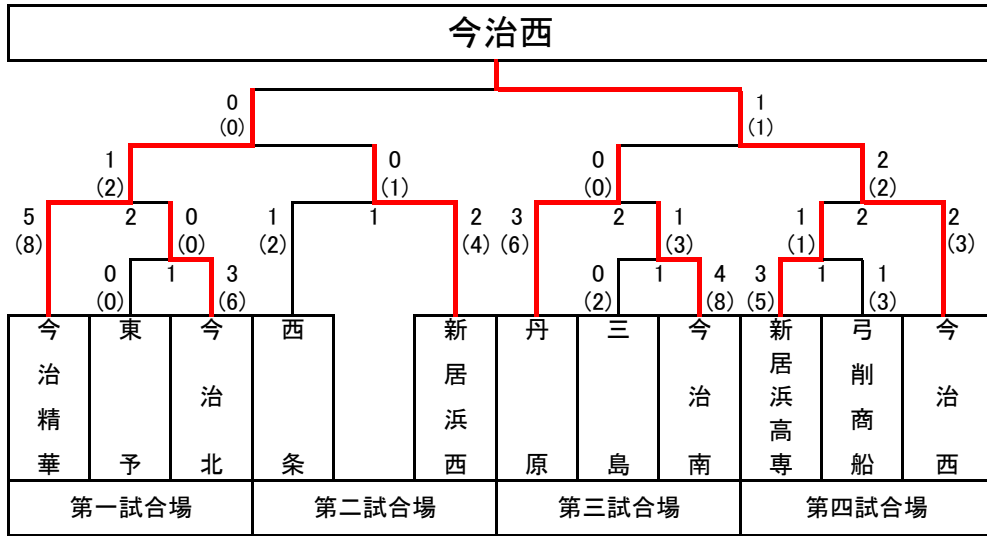 今治西
0
(0)
1
(1)
1
(2)
0
(1)
0
(0)
2
(2)
5
(8)
2
0
(0)
1
(2)
1
2
(4)
3
(6)
2
1
(3)
1
(1)
2
2
(3)
0
(0)
1
3
(6)
0
(2)
1
4
(8)
3
(5)
1
1
(3)
今治精華
東予
今治北
西条
新居浜西
丹原
三島
今治南
新居浜高専
弓削商船
今治西
第一試合場
第二試合場
第三試合場
第四試合場